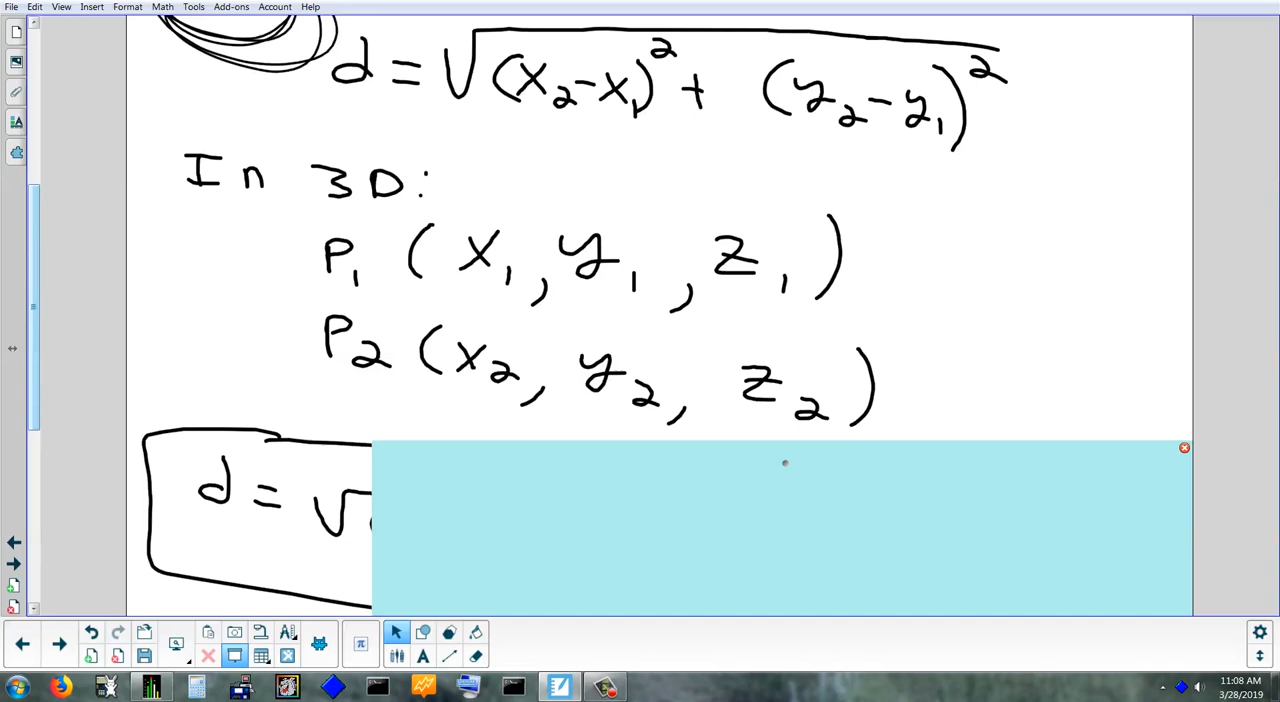 File Edit View Insert Format Math Tools Add-ons Account Help
d = √(x₂-x₁)² + (y₂-y₁)²
In 3D:
P₁ (x₁, y₁, z₁)
P₂ (x₂, y₂, z₂)
d = √(
π
A
11:08 AM
3/28/2019